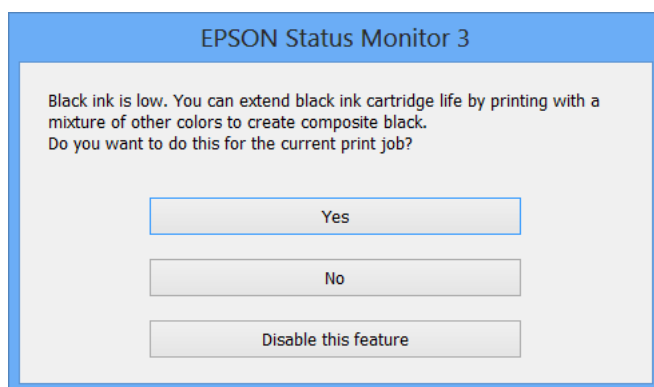 EPSON Status Monitor 3
Black ink is low. You can extend black ink cartridge life by printing with a
mixture of other colors to create composite black.
Do you want to do this for the current print job?
Yes
No
Disable this feature